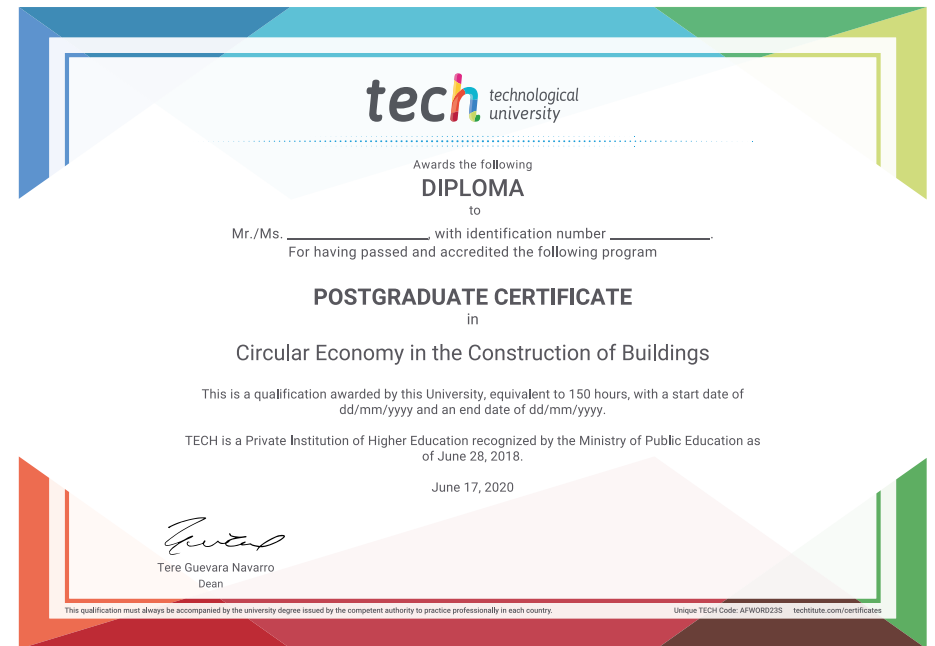 tech technological
university
Awards the following
DIPLOMA
to
Mr./Ms. ____________________, with identification number ______________.
For having passed and accredited the following program
POSTGRADUATE CERTIFICATE
in
Circular Economy in the Construction of Buildings
This is a qualification awarded by this University, equivalent to 150 hours, with a start date of
dd/mm/yyyy and an end date of dd/mm/yyyy.
TECH is a Private Institution of Higher Education recognized by the Ministry of Public Education as
of June 28, 2018.
June 17, 2020
Tere Guevara Navarro
Dean
This qualification must always be accompanied by the university degree issued by the competent authority to practice professionally in each country. Unique TECH Code: AFWORD23S techtitute.com/certificates